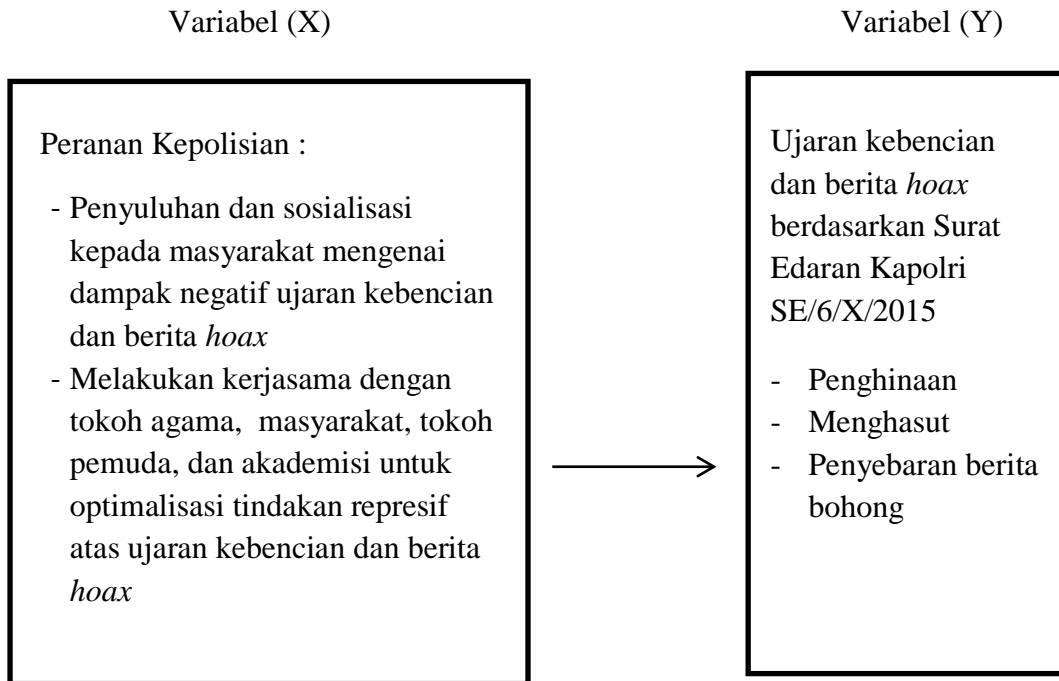 Variabel (X)
Variabel (Y)
Peranan Kepolisian :
- Penyuluhan dan sosialisasi
kepada masyarakat mengenai
dampak negatif ujaran kebencian
dan berita hoax
- Melakukan kerjasama dengan
tokoh agama, masyarakat, tokoh
pemuda, dan akademisi untuk
optimalisasi tindakan represif
atas ujaran kebencian dan berita
hoax
Ujaran kebencian
dan berita hoax
berdasarkan Surat
Edaran Kapolri
SE/6/X/2015
- Penghinaan
- Menghasut
- Penyebaran berita
bohong